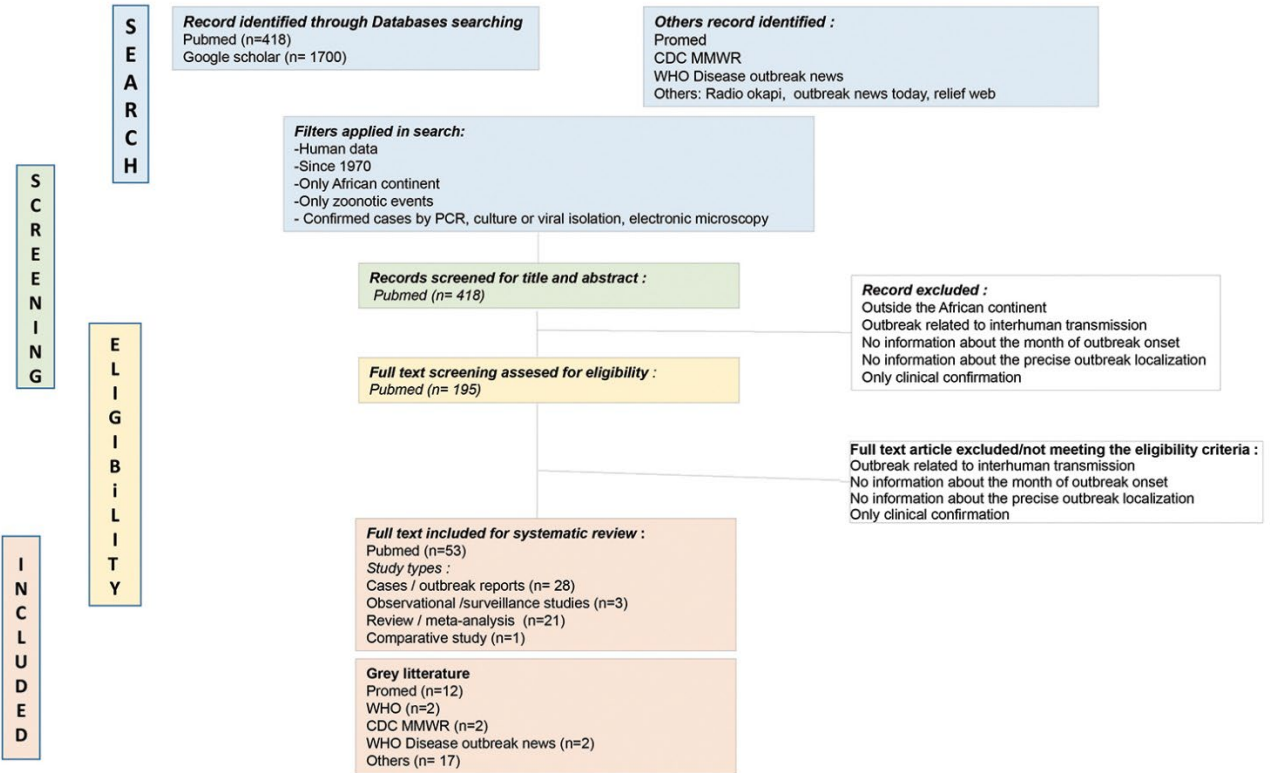 SEARCH
Record identified through Databases searching
Pubmed (n=418)
Google scholar (n= 1700)
Others record identified :
Promed
CDC MMWR
WHO Disease outbreak news
Others: Radio okapi, outbreak news today, relief web
Filters applied in search:
-Human data
-Since 1970
-Only African continent
-Only zoonotic events
- Confirmed cases by PCR, culture or viral isolation, electronic microscopy
SCREENING
Records screened for title and abstract :
Pubmed (n= 418)
Record excluded :
Outside the African continent
Outbreak related to interhuman transmission
No information about the month of outbreak onset
No information about the precise outbreak localization
Only clinical confirmation
ELIGIBiLITY
Full text screening assesed for eligibility :
Pubmed (n= 195)
Full text article excluded/not meeting the eligibility criteria :
Outbreak related to interhuman transmission
No information about the month of outbreak onset
No information about the precise outbreak localization
Only clinical confirmation
INCLUDED
Full text included for systematic review :
Pubmed (n=53)
Study types :
Cases / outbreak reports (n= 28)
Observational /surveillance studies (n=3)
Review / meta-analysis (n=21)
Comparative study (n=1)
Grey litterature
Promed (n=12)
WHO (n=2)
CDC MMWR (n=2)
WHO Disease outbreak news (n=2)
Others (n= 17)